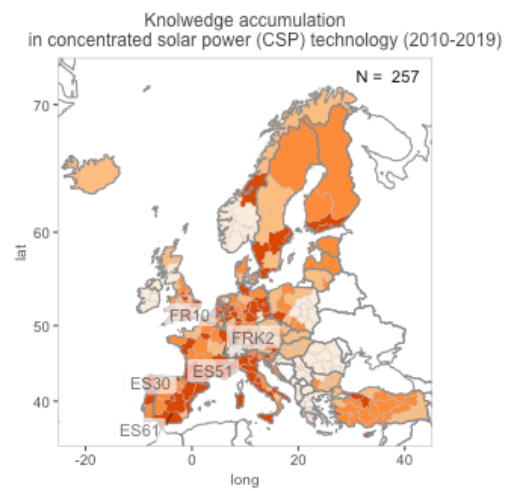 Knolwedge accumulation
in concentrated solar power (CSP) technology (2010-2019)
N = 257
70
60
50
40
lat
FR10
FRK2
ES51
ES30
ES61
-20
0
20
40
long